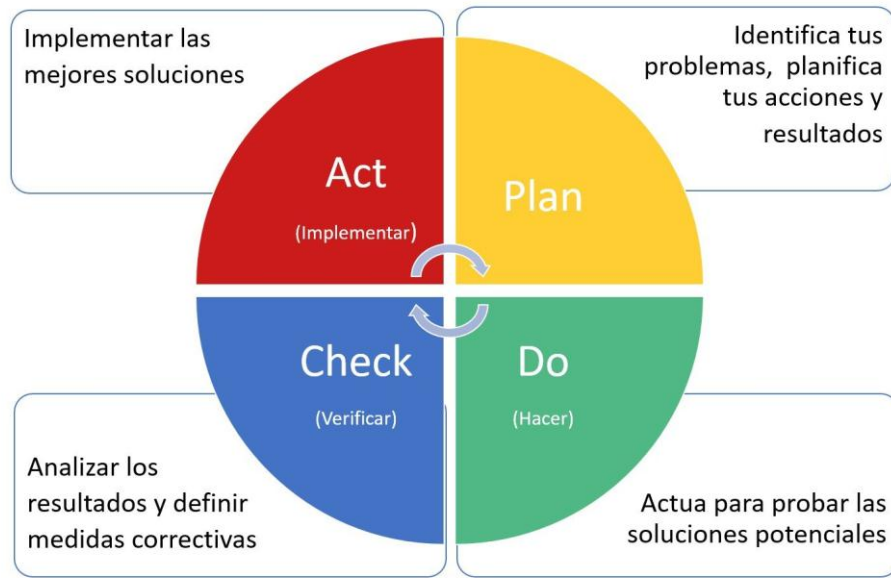 Implementar las
mejores soluciones
Identifica tus
problemas, planifica
tus acciones y
resultados
Act
(Implementar)
Plan
Check
(Verificar)
Do
(Hacer)
Analizar los
resultados y definir
medidas correctivas
Actua para probar las
soluciones potenciales